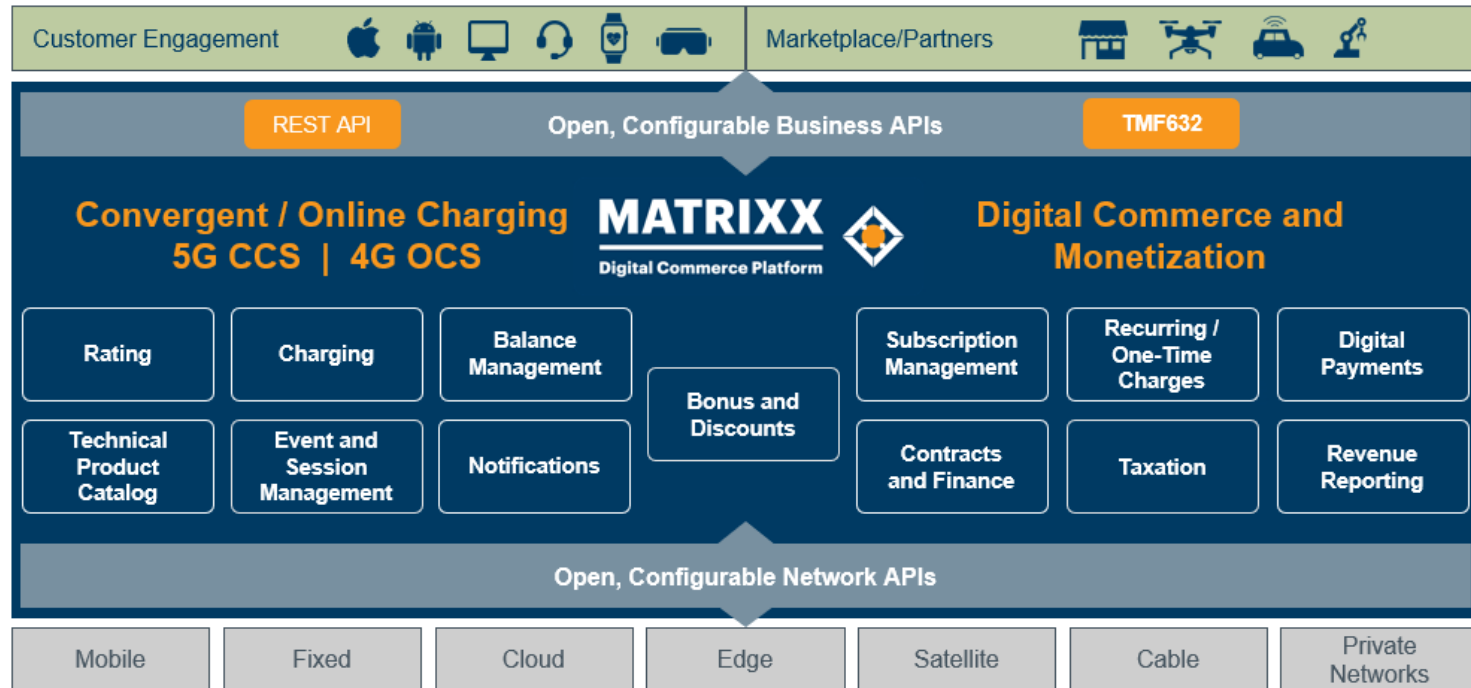 Customer Engagement
Marketplace/Partners
REST API
Open, Configurable Business APIs
TMF632
Convergent / Online Charging
5G CCS | 4G OCS
MATRIXX
Digital Commerce Platform
Digital Commerce and
Monetization
Rating
Charging
Balance
Management
Bonus and
Discounts
Subscription
Management
Recurring /
One-Time
Charges
Digital
Payments
Technical
Product
Catalog
Event and
Session
Management
Notifications
Contracts
and Finance
Taxation
Revenue
Reporting
Open, Configurable Network APIs
Mobile
Fixed
Cloud
Edge
Satellite
Cable
Private
Networks